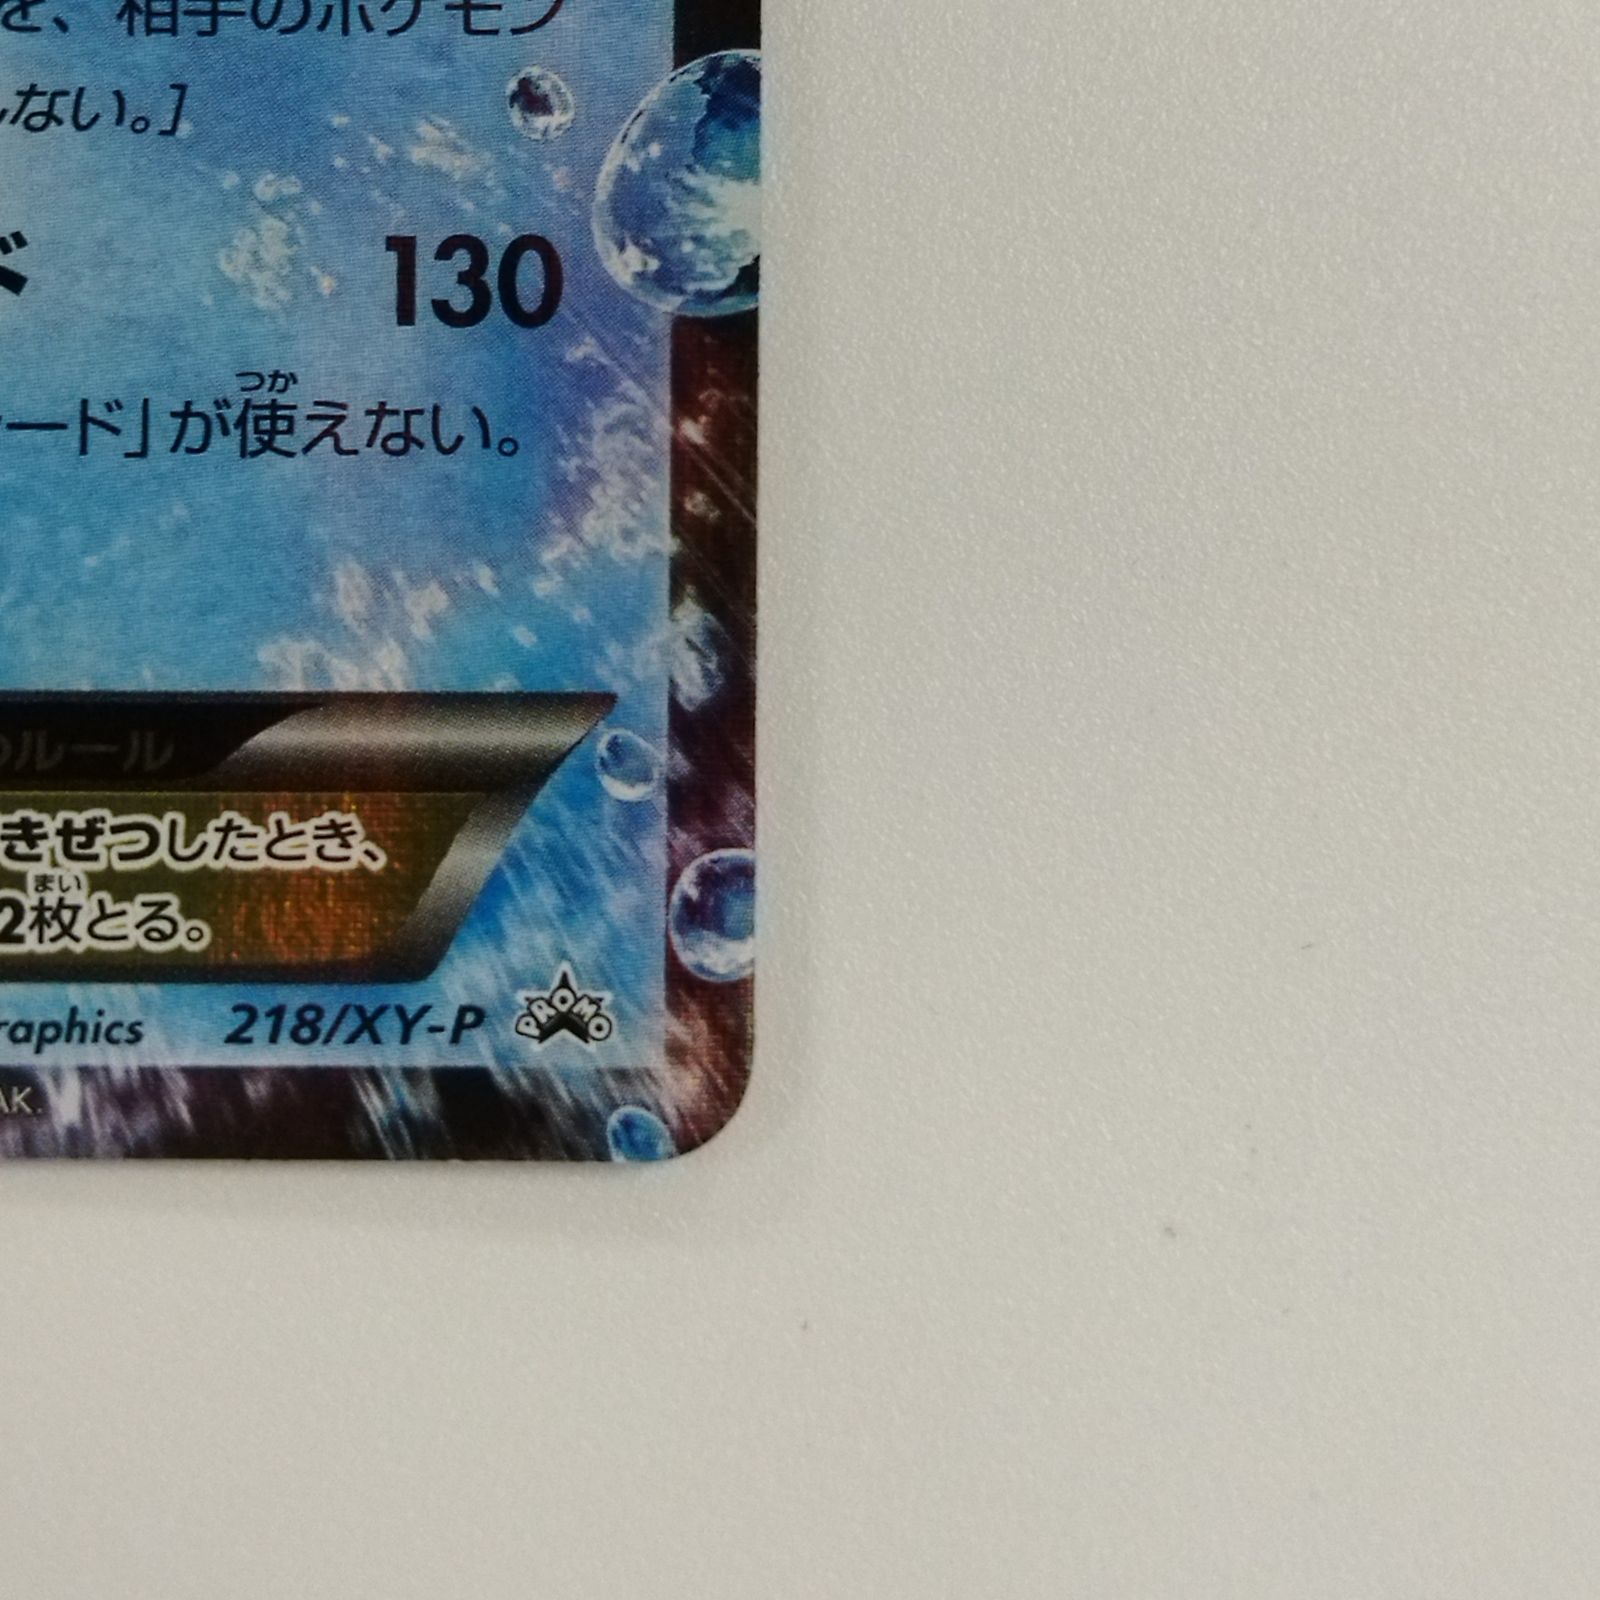 を、相手のポケモン
しない。]
ド 130
ード」が使えない。
つか
ルール
きぜつしたとき、
2枚とる。
まい
raphics 218/XY-P PROMO
AK.